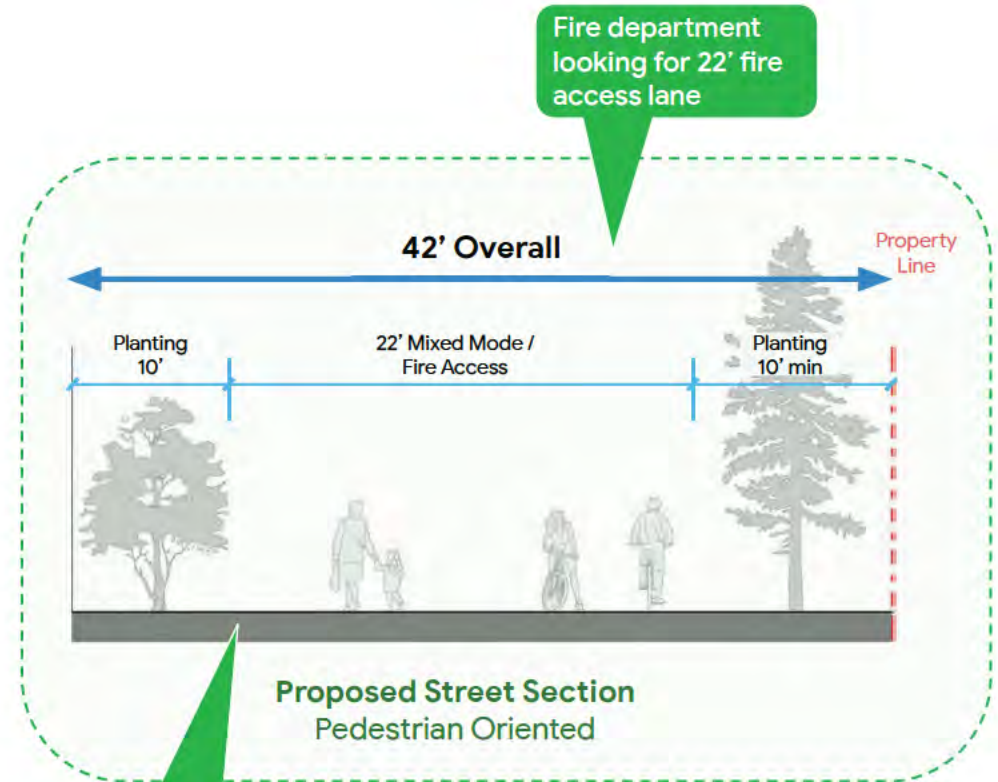 Fire department
looking for 22’ fire
access lane
42’ Overall
Property
Line
Planting
10’
22’ Mixed Mode /
Fire Access
Planting
10’ min
Proposed Street Section
Pedestrian Oriented